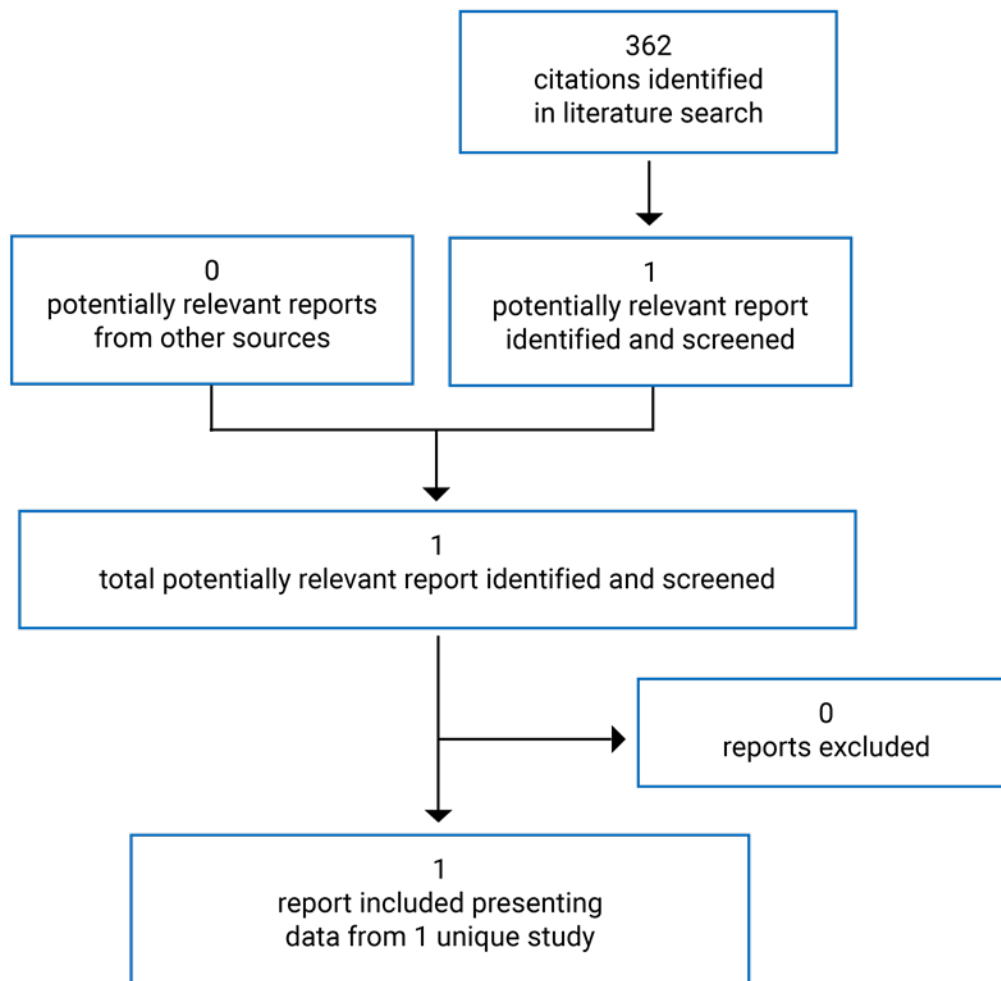 362
citations identified
in literature search
0
potentially relevant reports
from other sources
1
potentially relevant report
identified and screened
1
total potentially relevant report identified and screened
0
reports excluded
1
report included presenting
data from 1 unique study